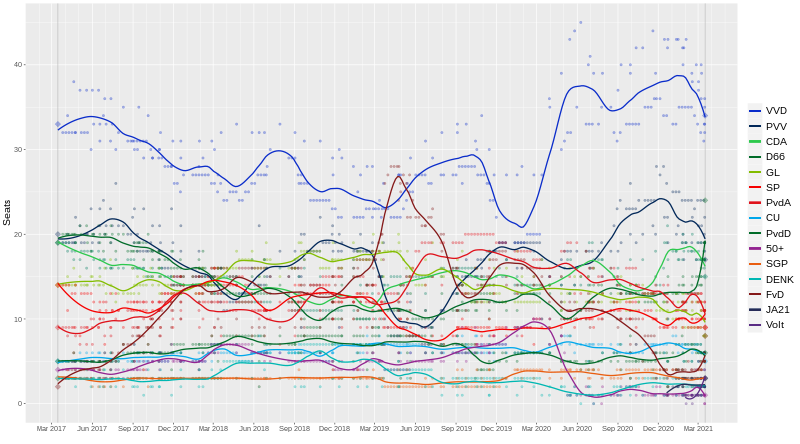 40
30
20
10
0
Seats
Mar 2017 Jun 2017 Sep 2017 Dec 2017 Mar 2018 Jun 2018 Sep 2018 Dec 2018 Mar 2019 Jun 2019 Sep 2019 Dec 2019 Mar 2020 Jun 2020 Sep 2020 Dec 2020 Mar 2021
VVD
PVV
CDA
D66
GL
SP
PvdA
CU
PvdD
50+
SGP
DENK
FvD
JA21
Volt